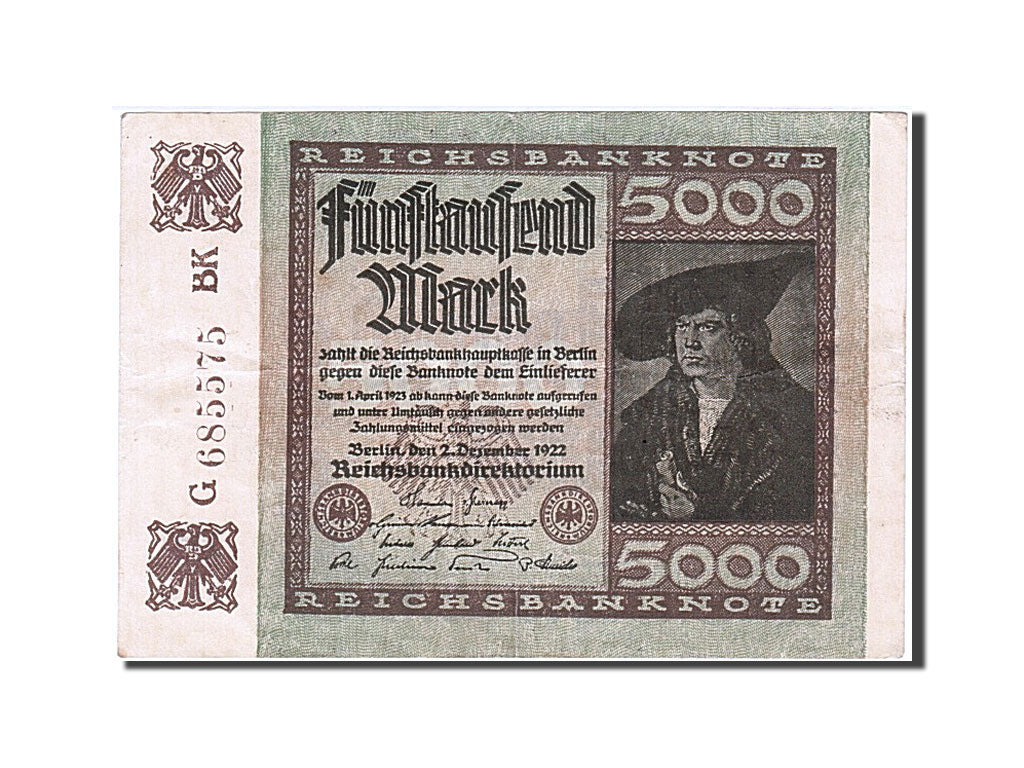 REICHSBANKNOTE
Fünftausend
Mark
zahlt die Reichsbankhauptkasse in Berlin
gegen diese Banknote dem Einlieferer
Vom 1. April 1923 ab kann diese Banknote aufgerufen
und unter Umtausch gegen andere gesetzliche
Zahlungsmittel eingezogen werden
Berlin, den 2. Dezember 1922
Reichsbankdirektorium
5000
5000
REICHSBANKNOTE
G 685575 BK